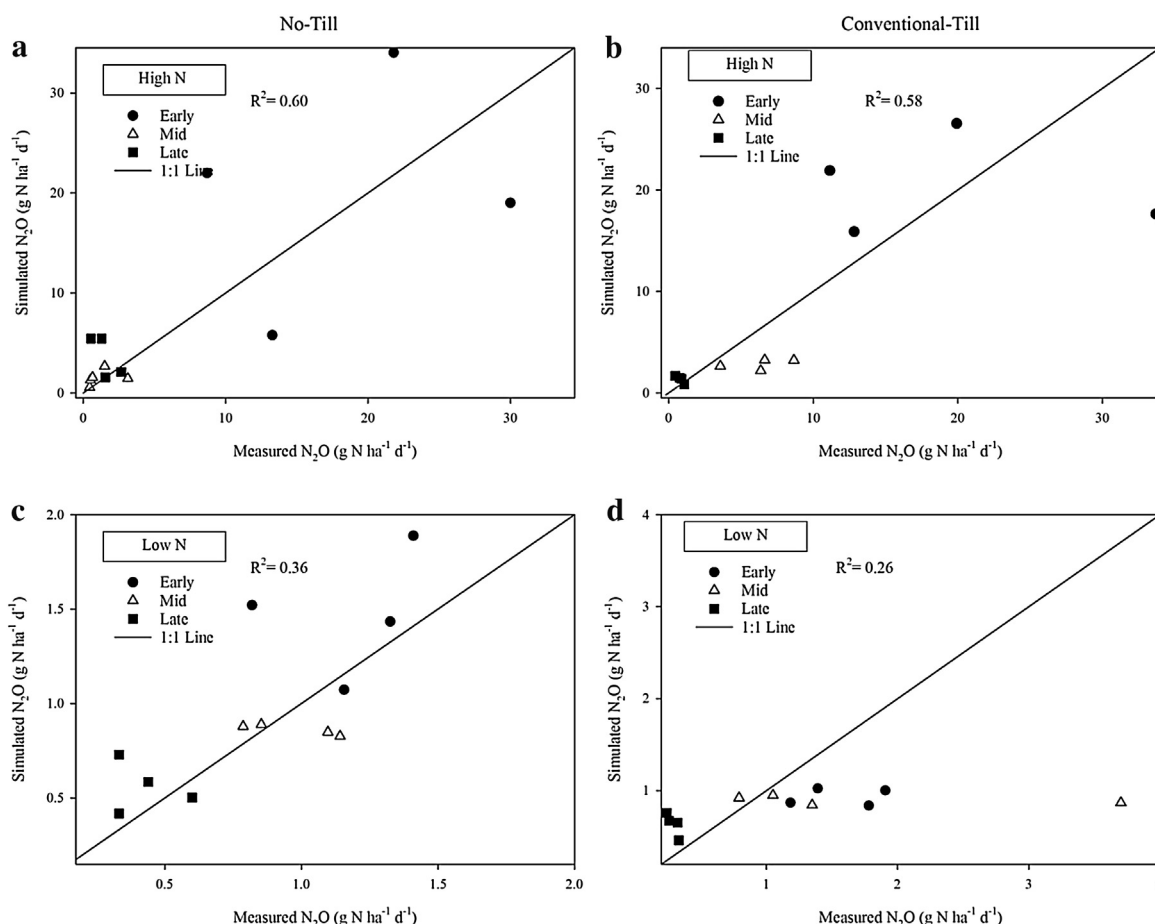 No-Till
Conventional-Till
a
High N
R²= 0.60
Early
Mid
Late
1:1 Line
Simulated N₂O (g N ha⁻¹ d⁻¹)
30
20
10
0
0 10 20 30
Measured N₂O (g N ha⁻¹ d⁻¹)
b
High N
R²= 0.58
Early
Mid
Late
1:1 Line
Simulated N₂O (g N ha⁻¹ d⁻¹)
30
20
10
0
0 10 20 30
Measured N₂O (g N ha⁻¹ d⁻¹)
c
Low N
R²= 0.36
Early
Mid
Late
1:1 Line
Simulated N₂O (g N ha⁻¹ d⁻¹)
2.0
1.5
1.0
0.5
0.5 1.0 1.5 2.0
Measured N₂O (g N ha⁻¹ d⁻¹)
d
Low N
R²= 0.26
Early
Mid
Late
1:1 Line
Simulated N₂O (g N ha⁻¹ d⁻¹)
4
3
2
1
1 2 3
Measured N₂O (g N ha⁻¹ d⁻¹)